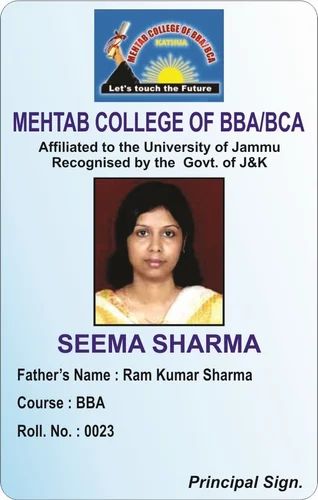 MEHTAB COLLEGE OF BBA/BCA
KATHUA
Let's touch the Future
MEHTAB COLLEGE OF BBA/BCA
Affiliated to the University of Jammu
Recognised by the Govt. of J&K
SEEMA SHARMA
Father's Name : Ram Kumar Sharma
Course : BBA
Roll. No. : 0023
Principal Sign.